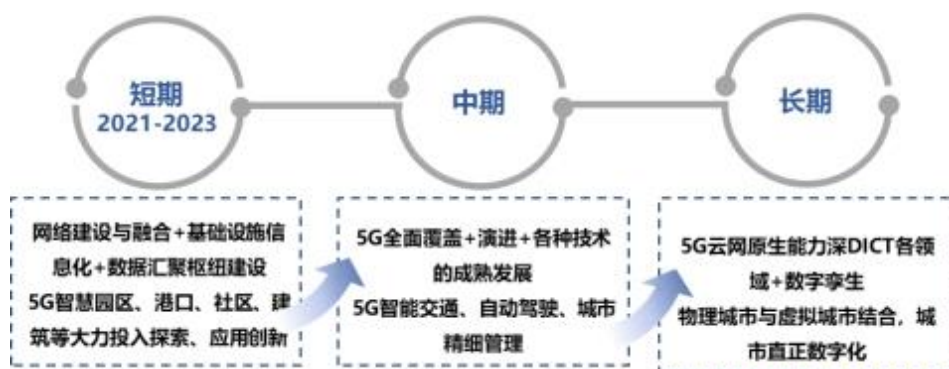 短期
2021-2023
中期
长期
网络建设与融合+基础设施信
息化+数据汇聚枢纽建设
5G智慧园区、港口、社区、建
筑等大力投入探索、应用创新
5G全面覆盖+演进+各种技术
的成熟发展
5G智能交通、自动驾驶、城市
精细管理
5G云网原生能力深DICT各领
域+数字孪生
物理城市与虚拟城市结合，城
市直正数字化